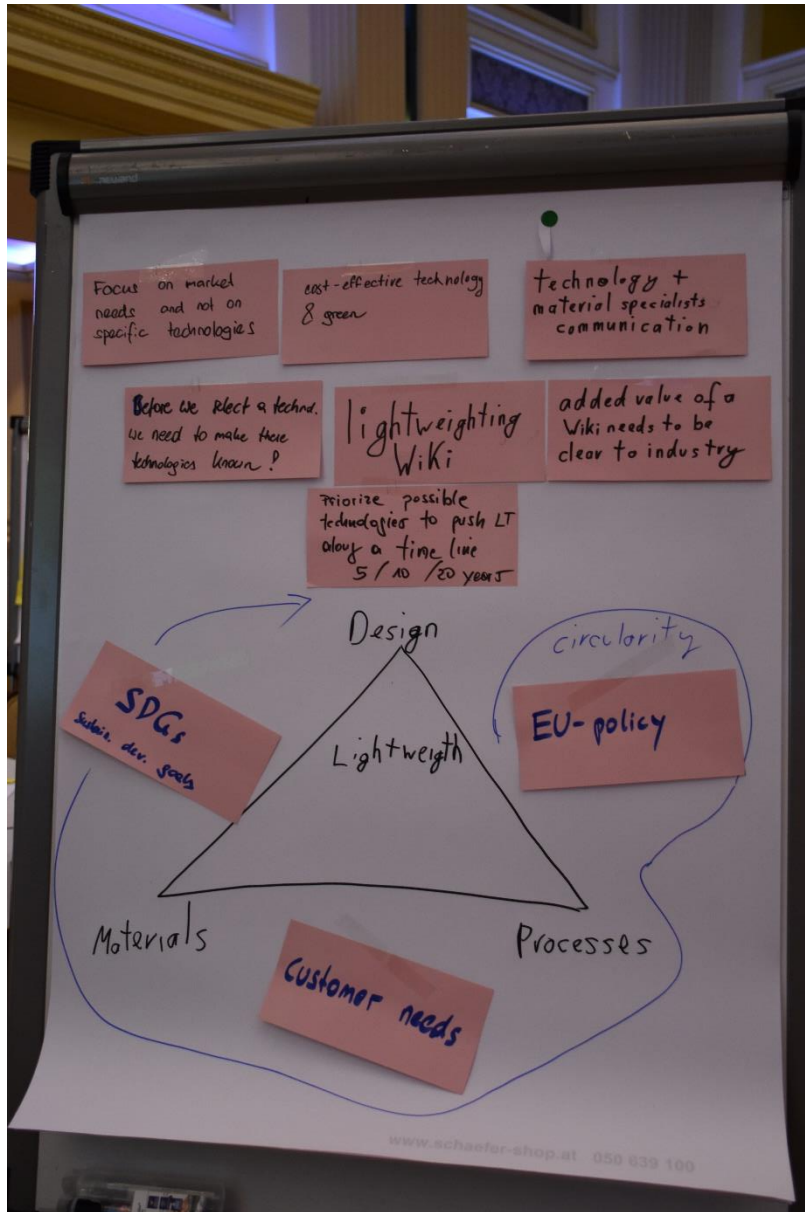 Focus on market
needs and not on
specific technologies
cost-effective technology
& green
technology +
material specialists
communication
Before we select a techno.
we need to make these
technologies known!
lightweighting
Wiki
added value of a
Wiki needs to be
clear to industry
Priorize possible
technologies to push LT
along a time line
5 / 10 / 20 years
Design
circularity
SDGs
Sustain. dev. goals
EU-policy
Lightweigth
Materials
Processes
Customer needs
www.schaefer-shop.at 050 639 100